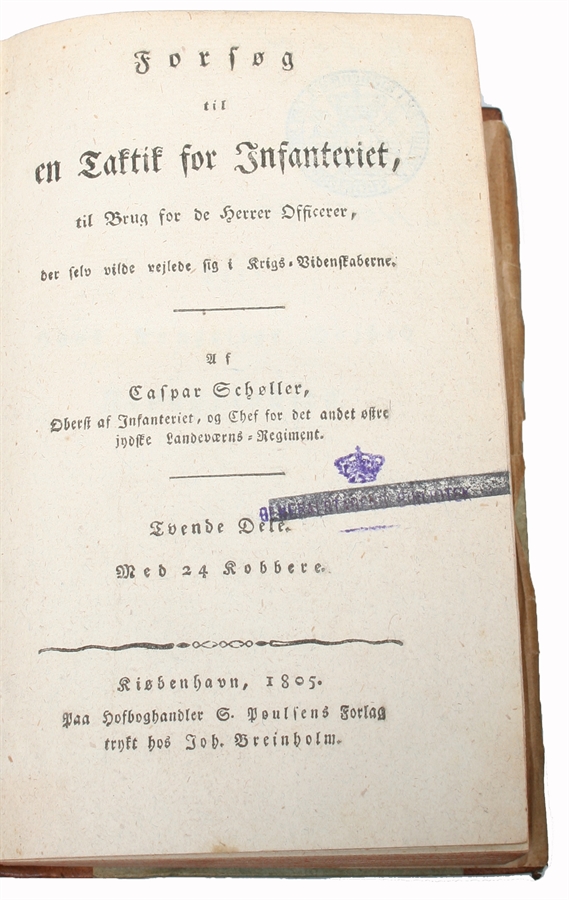 Forsøg
til
en Taktik for Infanteriet,
til Brug for de Herrer Officerer,
der selv vilde vejlede sig i Krigs-Videnskaberne.
Af
Caspar Schøller,
Oberst af Infanteriet, og Chef for det andet østre
jydske Landeværns-Regiment.
Tvende Dele.
Med 24 Kobbere.
Kiøbenhavn, 1805.
Paa Hofboghandler S. Poulsens Forlag
trykt hos Joh. Breinholm.